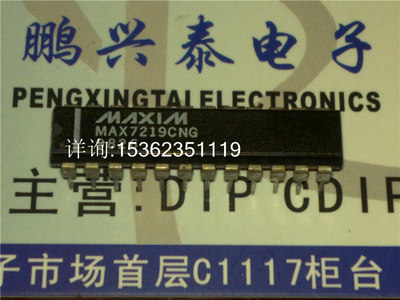 鹏兴泰电子
PENGXINGTAI ELECTRONICS
MAXIM
MAX7219CNG
详询:15362351119
主营:DIP CDIP
子市场首层C1117柜台